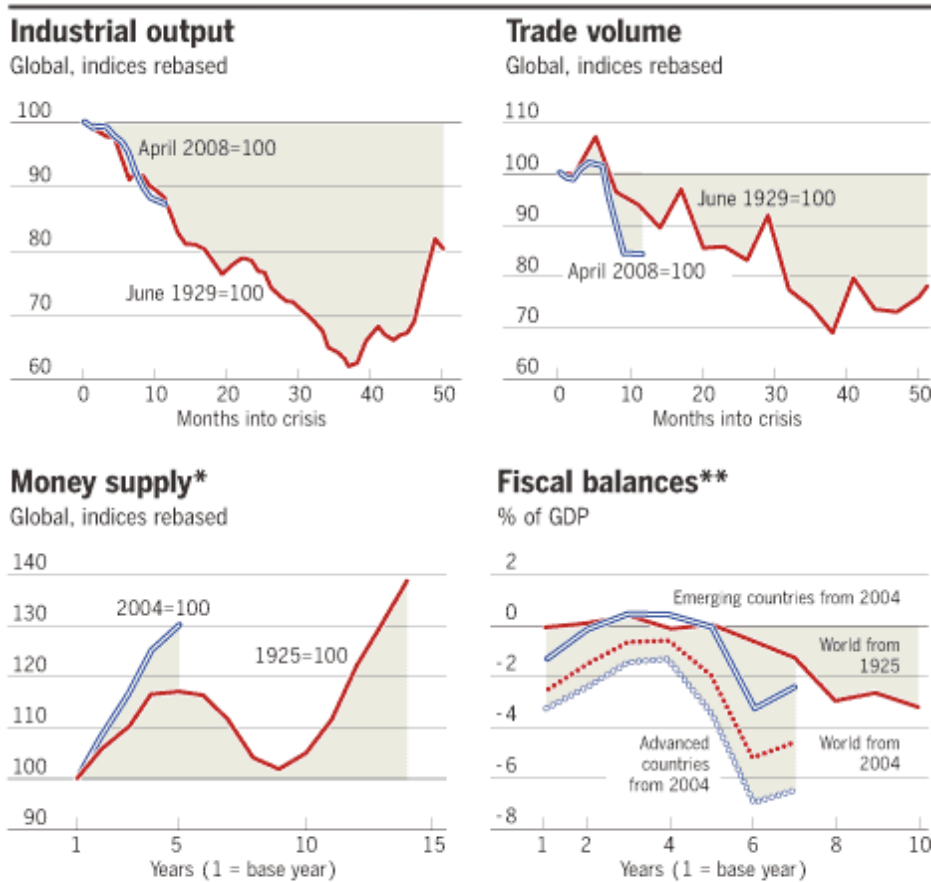 Industrial output
Global, indices rebased
100
90
80
70
60
April 2008=100
June 1929=100
0 10 20 30 40 50
Months into crisis
Trade volume
Global, indices rebased
110
100
90
80
70
60
June 1929=100
April 2008=100
0 10 20 30 40 50
Months into crisis
Money supply*
Global, indices rebased
140
130
120
110
100
90
2004=100
1925=100
1 5 10 15
Years (1 = base year)
Fiscal balances**
% of GDP
2
0
-2
-4
-6
-8
Emerging countries from 2004
World from
1925
Advanced
countries
from 2004
World from
2004
1 2 4 6 8 10
Years (1 = base year)